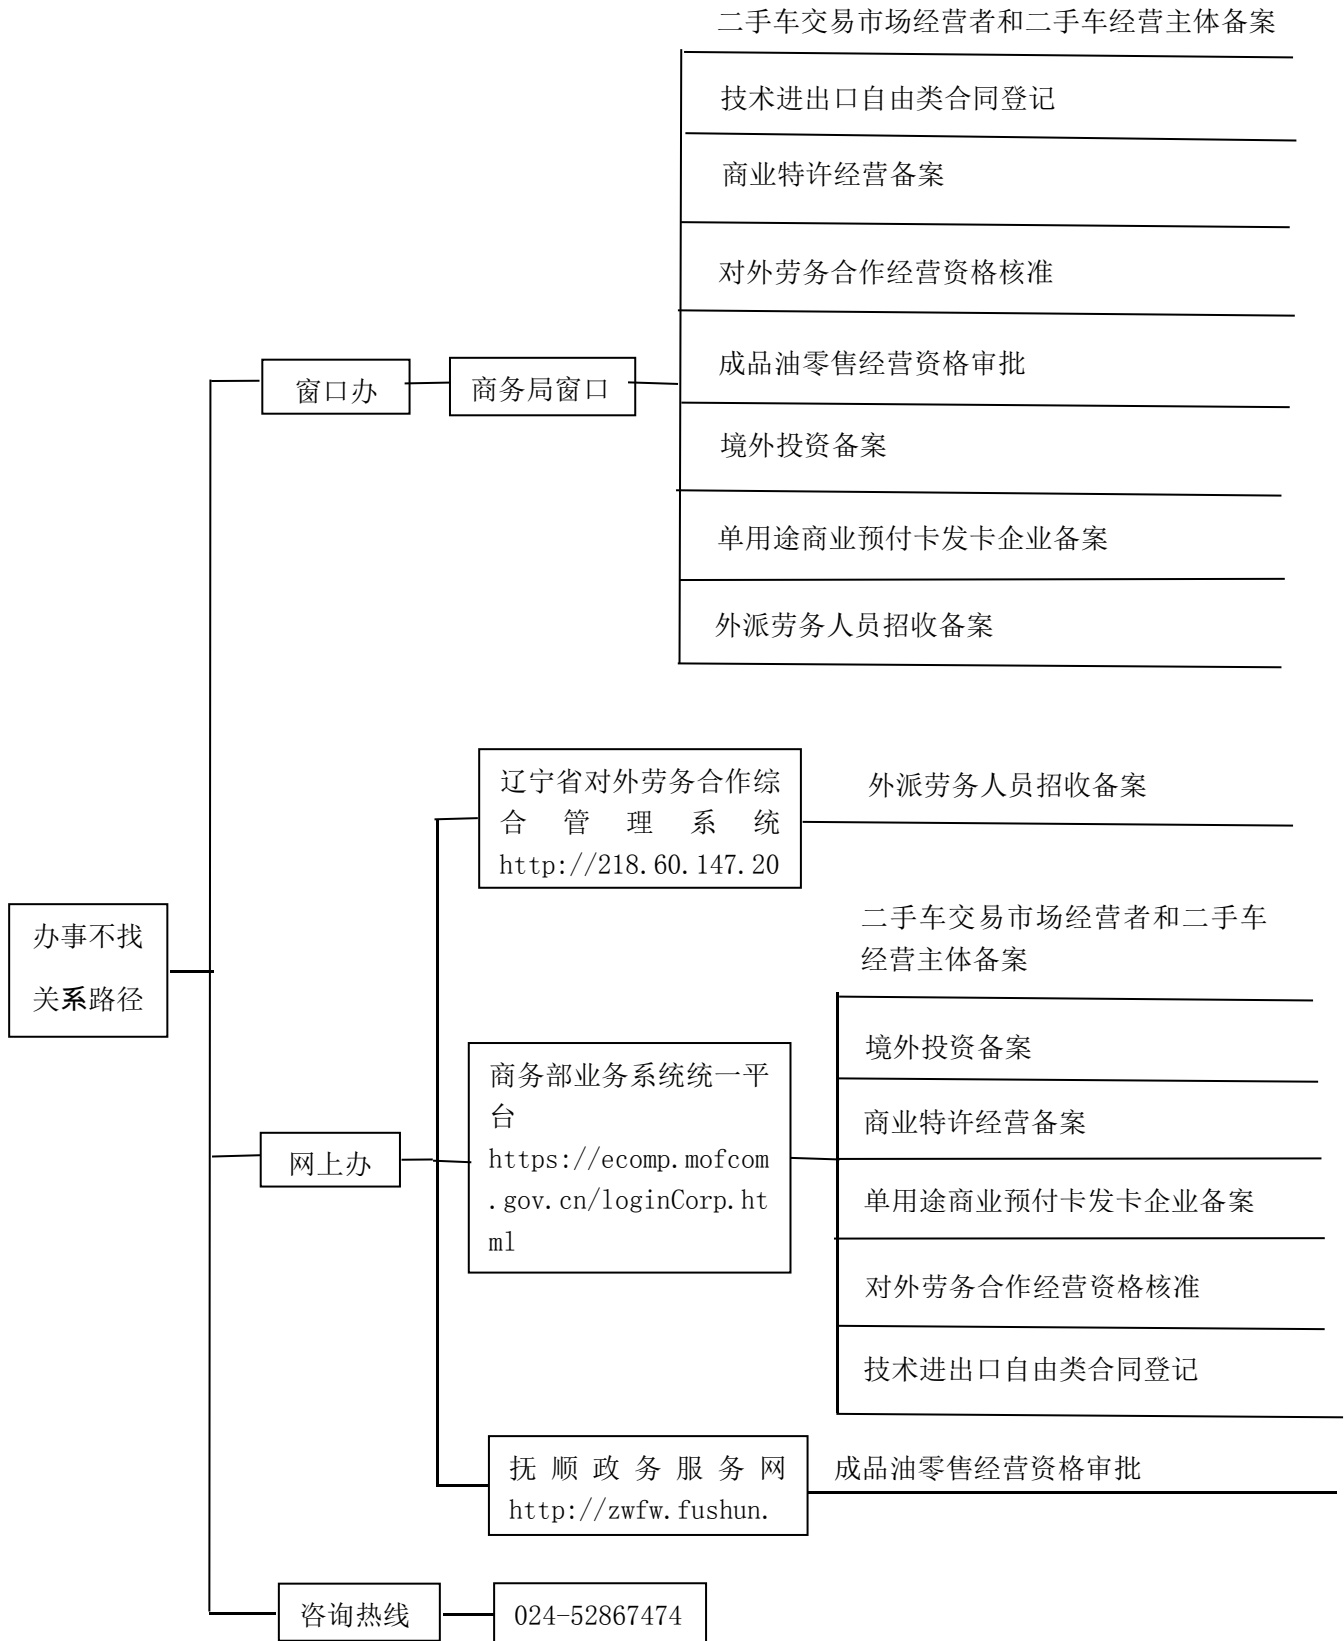 二手车交易市场经营者和二手车经营主体备案
技术进出口自由类合同登记
商业特许经营备案
对外劳务合作经营资格核准
成品油零售经营资格审批
境外投资备案
单用途商业预付卡发卡企业备案
外派劳务人员招收备案
窗口办
商务局窗口
办事不找
关系路径
网上办
辽宁省对外劳务合作综
合管理系统
http://218.60.147.20
外派劳务人员招收备案
商务部业务系统统一平
台
https://ecomp.mofcom
.gov.cn/loginCorp.ht
ml
二手车交易市场经营者和二手车
经营主体备案
境外投资备案
商业特许经营备案
单用途商业预付卡发卡企业备案
对外劳务合作经营资格核准
技术进出口自由类合同登记
抚顺政务服务网
http://zwfw.fushun.
成品油零售经营资格审批
咨询热线
024-52867474